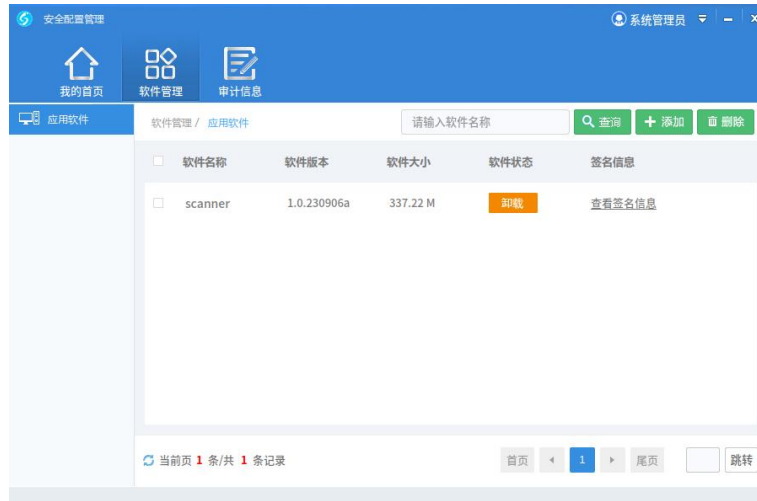 安全配置管理 系统管理员
我的首页 软件管理 审计信息
应用软件
软件管理 / 应用软件 请输入软件名称 查询 添加 删除
软件名称 软件版本 软件大小 软件状态 签名信息
scanner 1.0.230906a 337.22 M 卸载 查看签名信息
当前页 1 条/共 1 条记录 首页 1 尾页 跳转